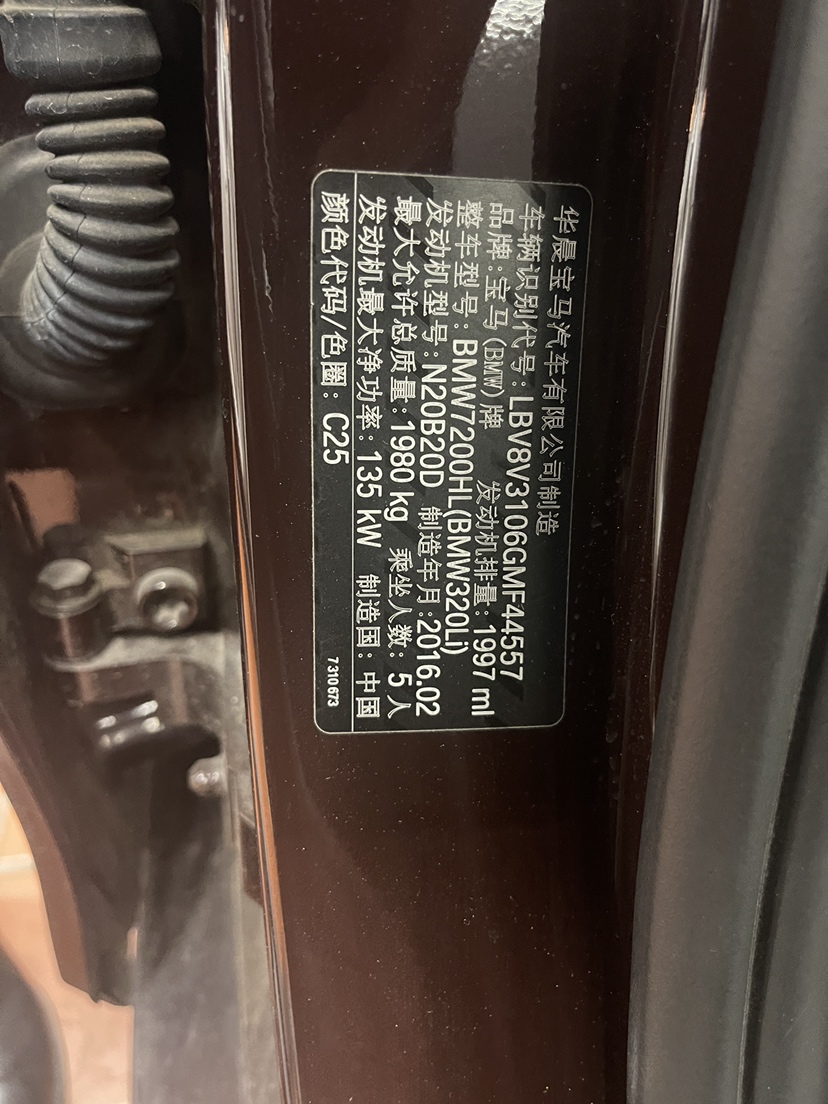 华晨宝马汽车有限公司制造
车辆识别代号:LBV8V3106GMF44557
品牌:宝马(BMW)牌 发动机排量:1997 ml
整车型号:BMW7200HL(BMW320Li)
发动机型号:N20B20D 制造年月:2016.02
最大允许总质量:1980 kg 乘坐人数:5人
发动机最大净功率:135 kW 制造国:中国
颜色代码/色圈:C25 7 310 673